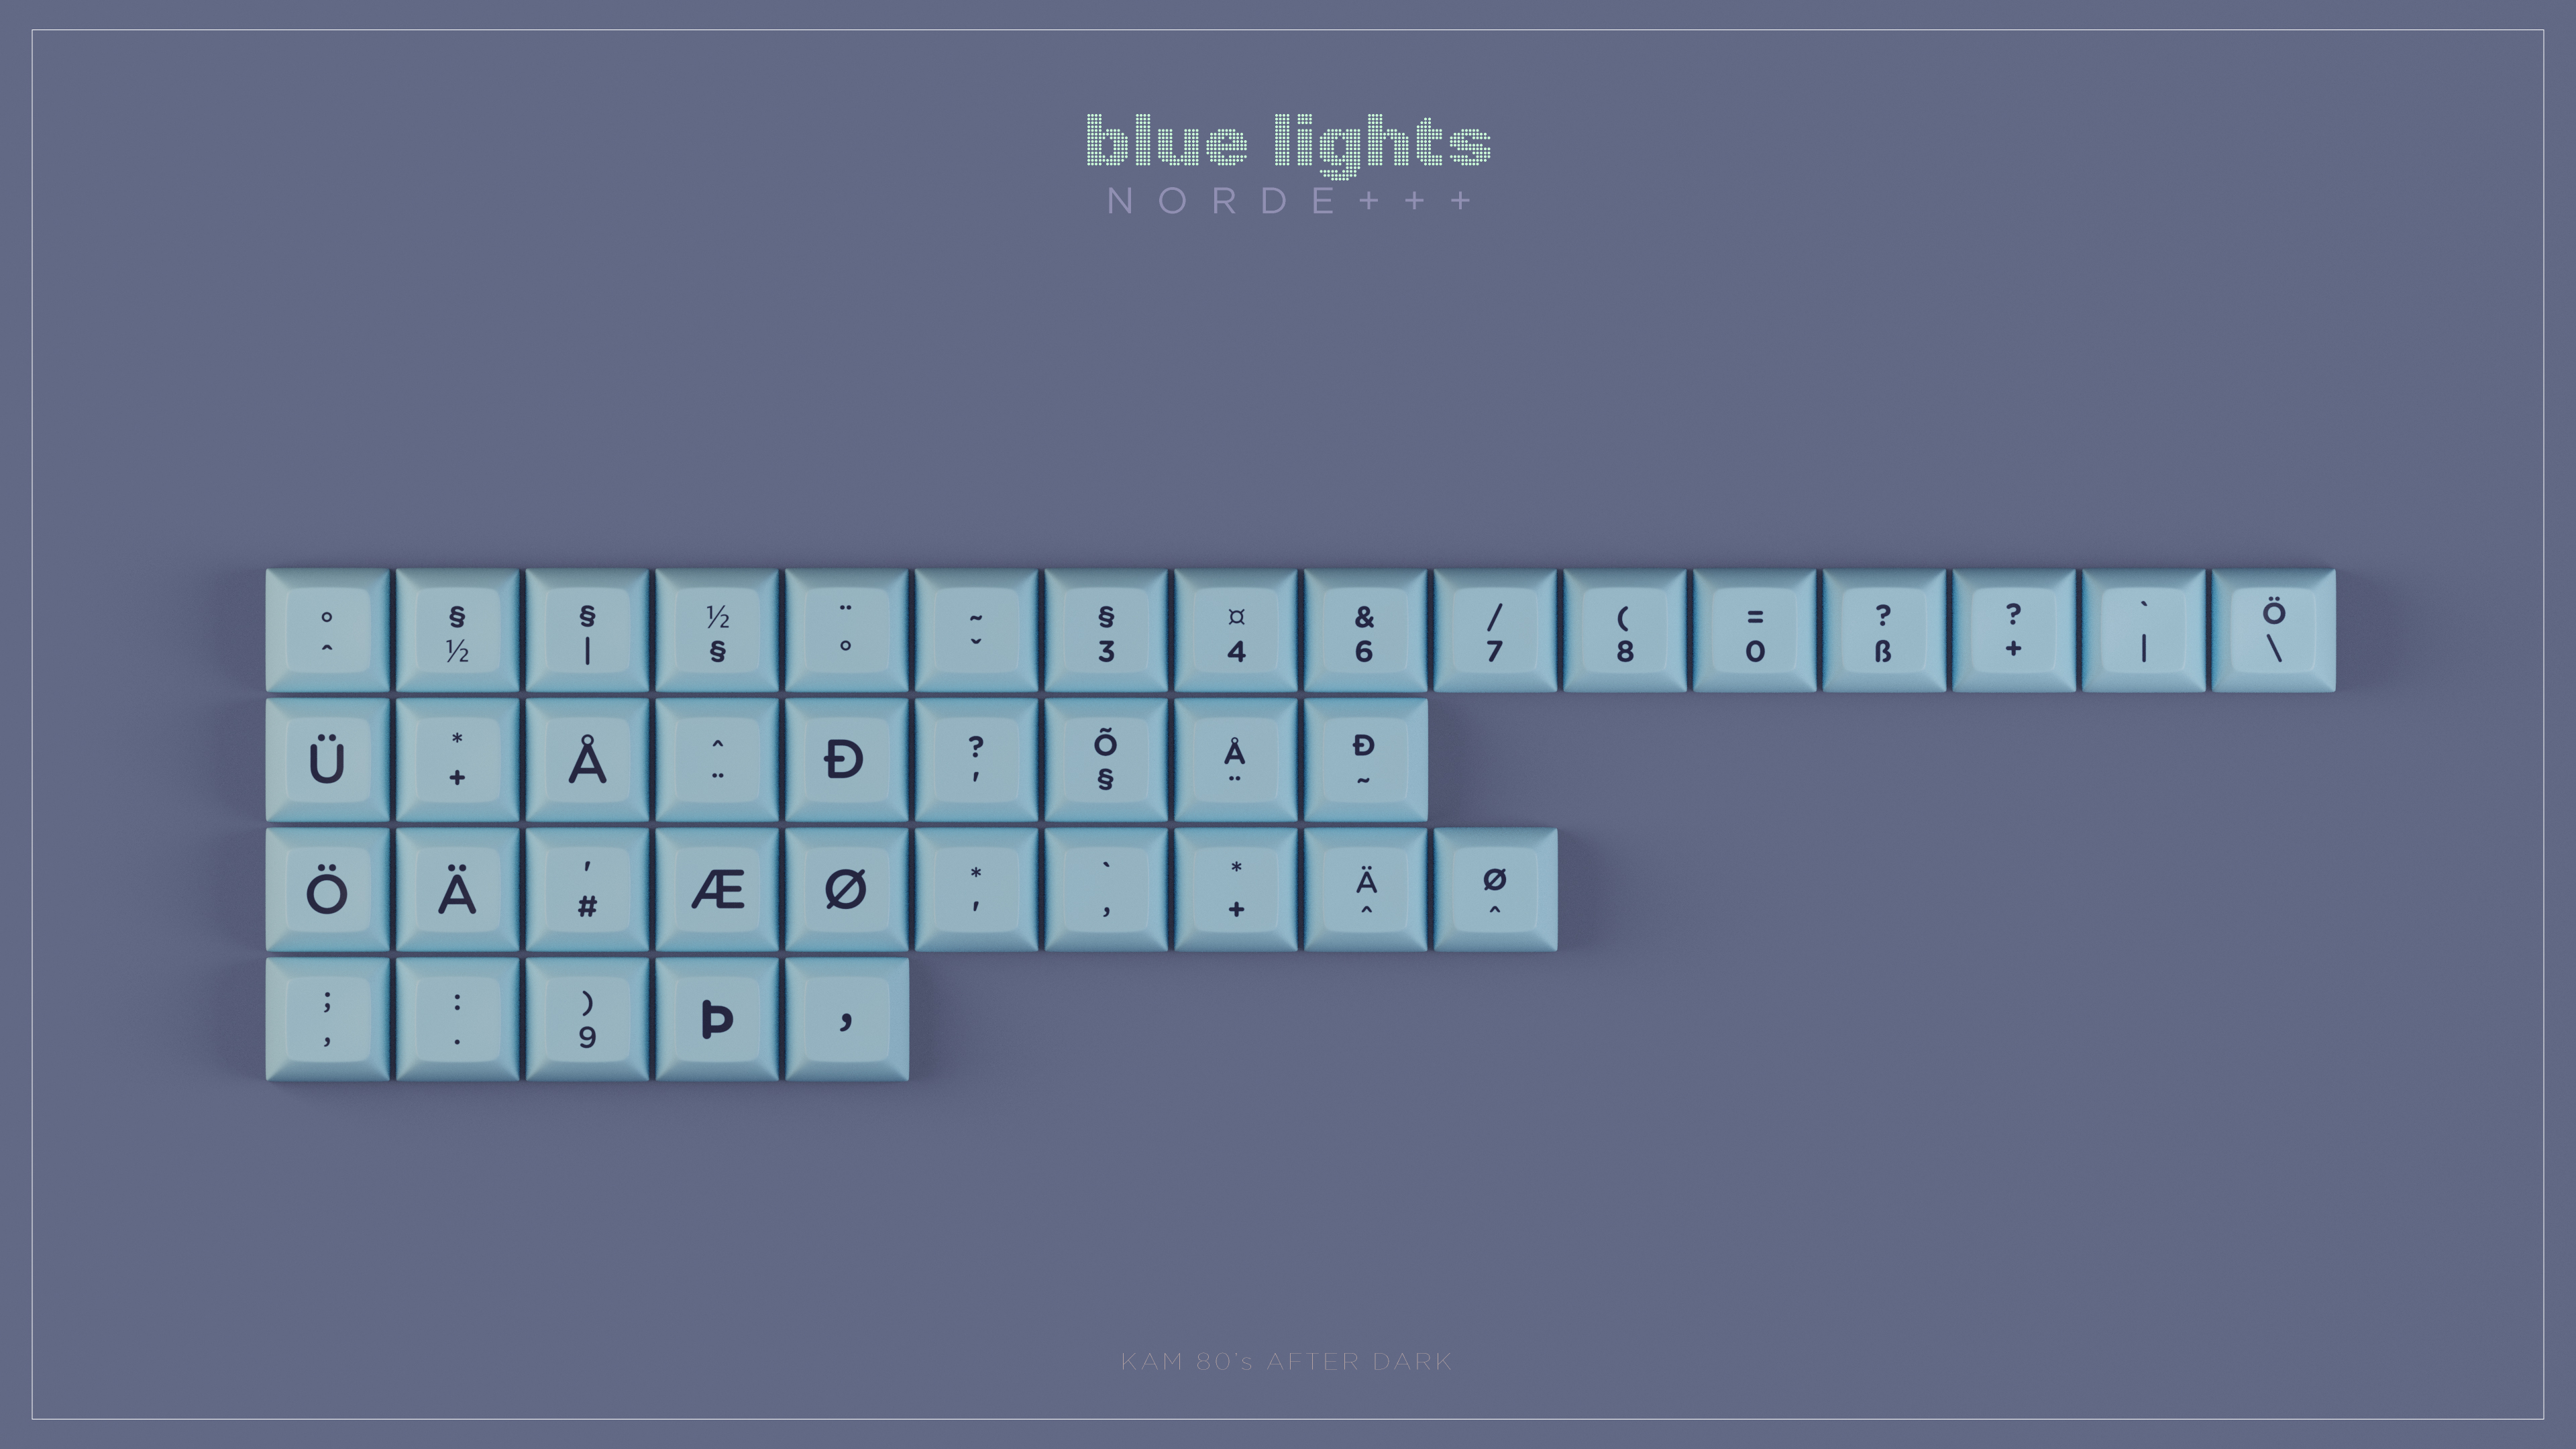 blue lights
NORDE+++
° § § ½ ¨ ~ § ¤ & / ( = ? ? ` Ö
^ ½ | § ° ˇ 3 4 6 7 8 0 ß + | \
Ü * Å ^ Đ ? Õ Å Đ
+ ¨ ' § ¨ ~
Ö Ä ' Æ Ø * ` * Ä Ø
# ' , + ^ ^
; : ) Þ ,
, . 9
KAM 80's AFTER DARK